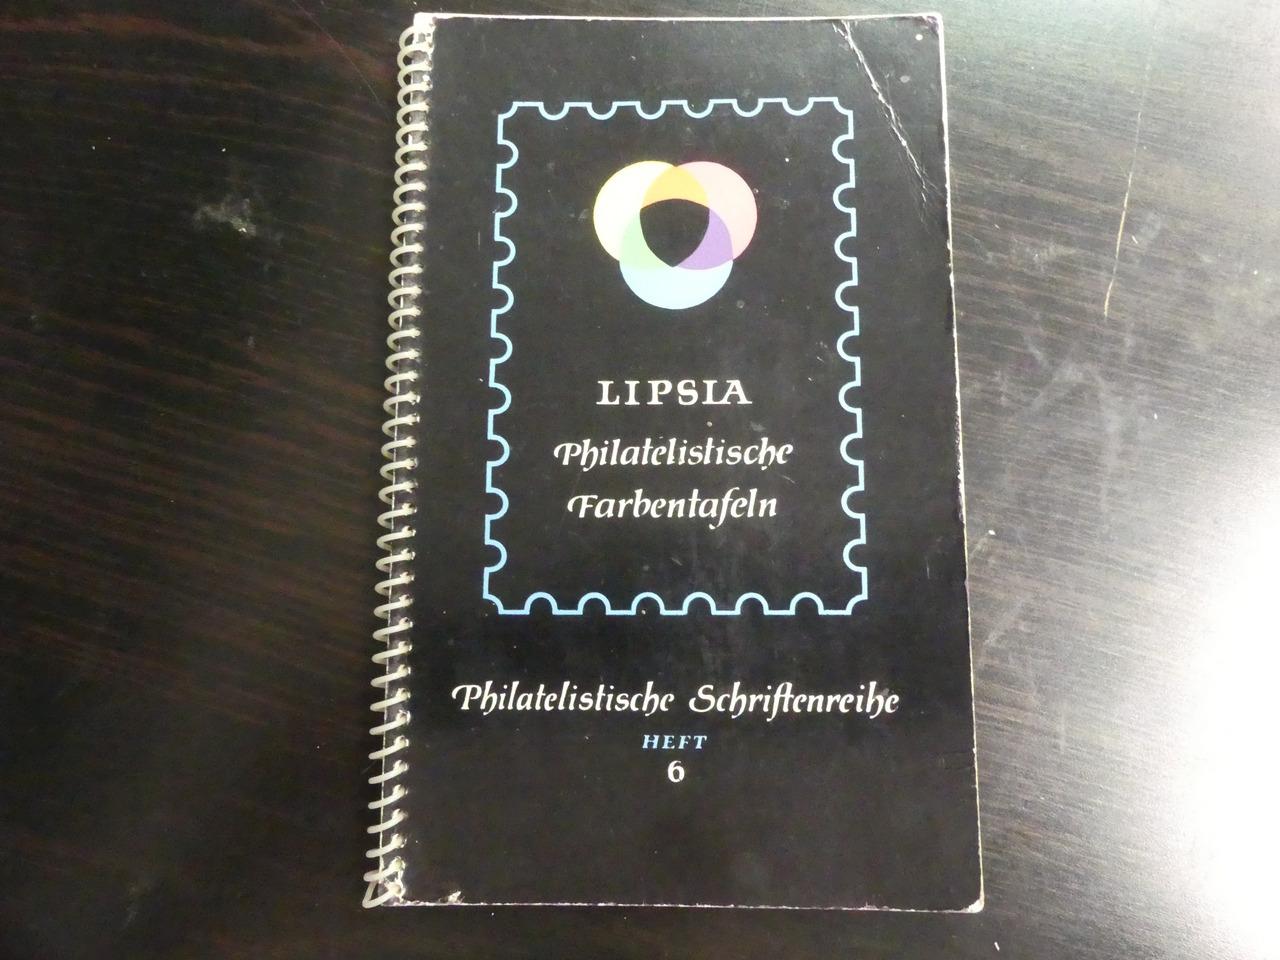 LIPSIA
Philatelistische
Farbentafeln
Philatelistische Schriftenreihe
HEFT
6